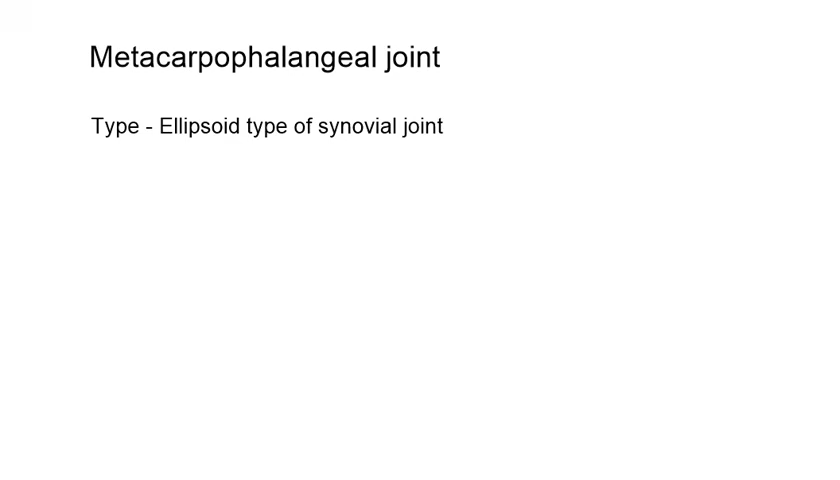 Metacarpophalangeal joint
Type - Ellipsoid type of synovial joint